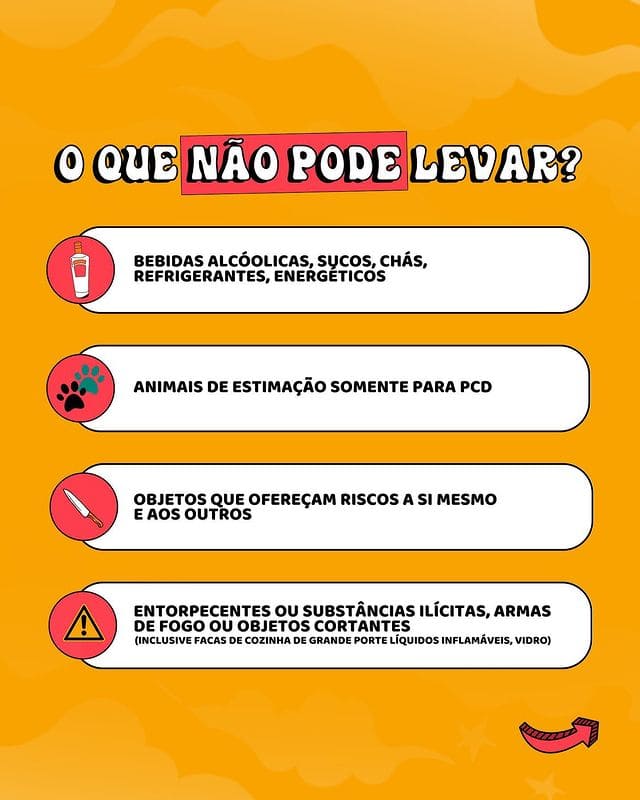 O QUE NÃO PODE LEVAR?
BEBIDAS ALCÓOLICAS, SUCOS, CHÁS,
REFRIGERANTES, ENERGÉTICOS
ANIMAIS DE ESTIMAÇÃO SOMENTE PARA PCD
OBJETOS QUE OFEREÇAM RISCOS A SI MESMO
E AOS OUTROS
ENTORPECENTES OU SUBSTÂNCIAS ILÍCITAS, ARMAS
DE FOGO OU OBJETOS CORTANTES
(INCLUSIVE FACAS DE COZINHA DE GRANDE PORTE LÍQUIDOS INFLAMÁVEIS, VIDRO)